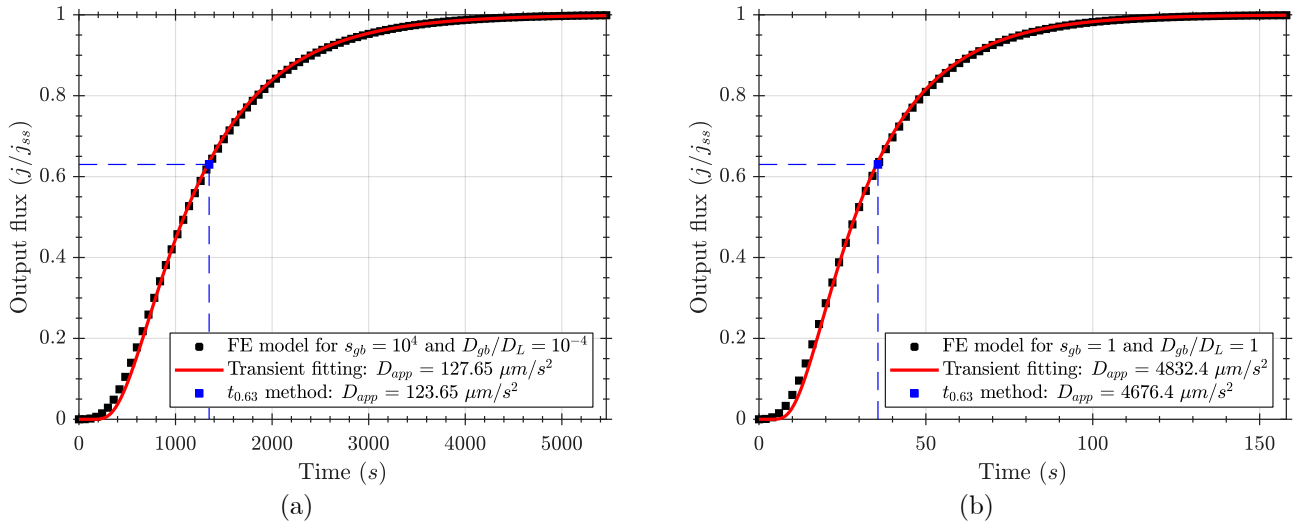 Output flux (j/j_ss)
1
0.8
0.6
0.4
0.2
0
FE model for s_gb = 10^4 and D_gb/D_L = 10^−4
Transient fitting: D_app = 127.65 μm/s^2
t_0.63 method: D_app = 123.65 μm/s^2
0 1000 2000 3000 4000 5000
Time (s)
(a)
Output flux (j/j_ss)
1
0.8
0.6
0.4
0.2
0
FE model for s_gb = 1 and D_gb/D_L = 1
Transient fitting: D_app = 4832.4 μm/s^2
t_0.63 method: D_app = 4676.4 μm/s^2
0 50 100 150
Time (s)
(b)